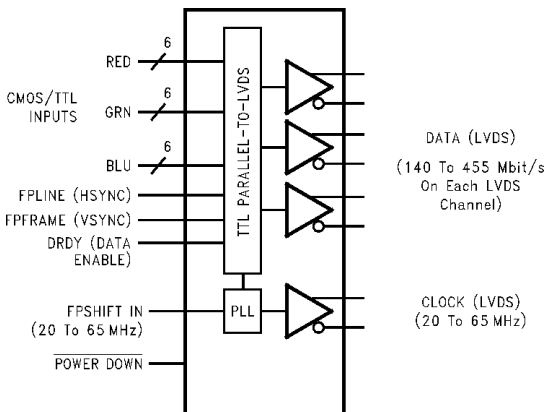 RED
6
CMOS/TTL
INPUTS
GRN
6
BLU
6
FPLINE (HSYNC)
FPFRAME (VSYNC)
DRDY (DATA
ENABLE)
FPSHIFT IN
(20 To 65 MHz)
POWER DOWN
TTL PARALLEL-TO-LVDS
PLL
DATA (LVDS)
(140 To 455 Mbit/s
On Each LVDS
Channel)
CLOCK (LVDS)
(20 To 65 MHz)